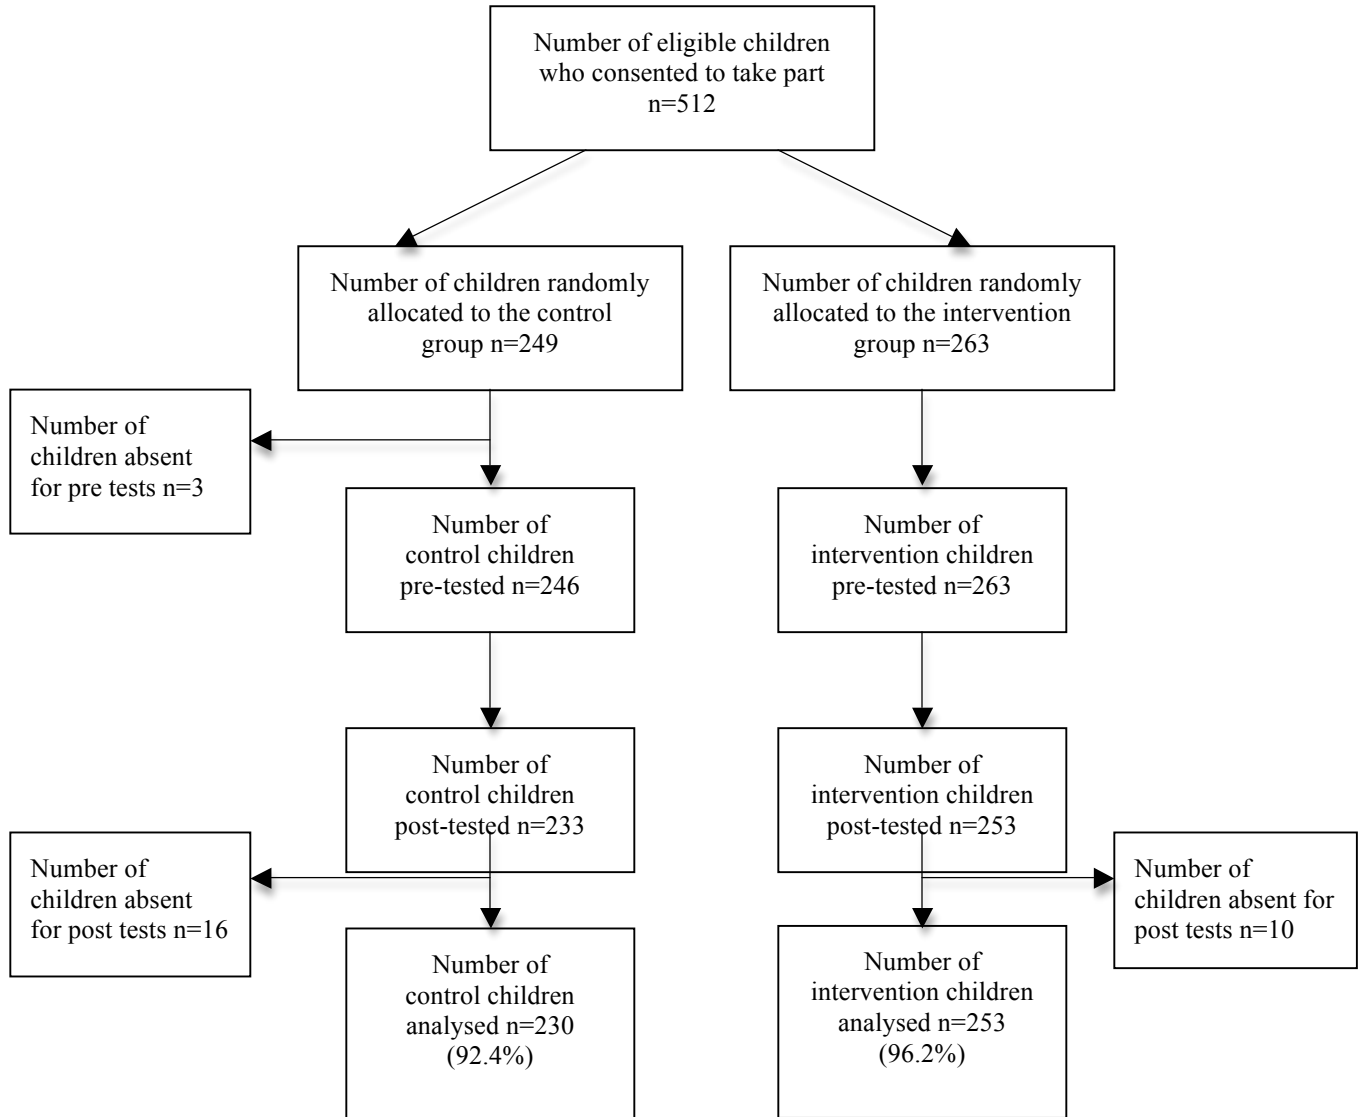 Number of eligible children
who consented to take part
n=512
Number of children randomly
allocated to the control
group n=249
Number of children randomly
allocated to the intervention
group n=263
Number of
children absent
for pre tests n=3
Number of
control children
pre-tested n=246
Number of
intervention children
pre-tested n=263
Number of
control children
post-tested n=233
Number of
intervention children
post-tested n=253
Number of
children absent
for post tests n=16
Number of
children absent for
post tests n=10
Number of
control children
analysed n=230
(92.4%)
Number of
intervention children
analysed n=253
(96.2%)